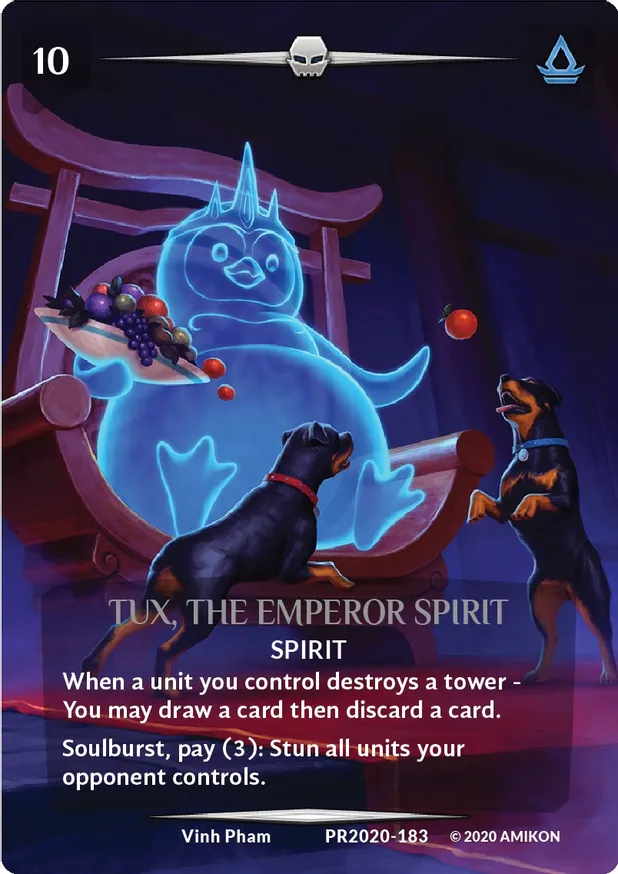 10
TUX, THE EMPEROR SPIRIT
SPIRIT
When a unit you control destroys a tower -
You may draw a card then discard a card.
Soulburst, pay (3): Stun all units your
opponent controls.
Vinh Pham PR2020-183 © 2020 AMIKON